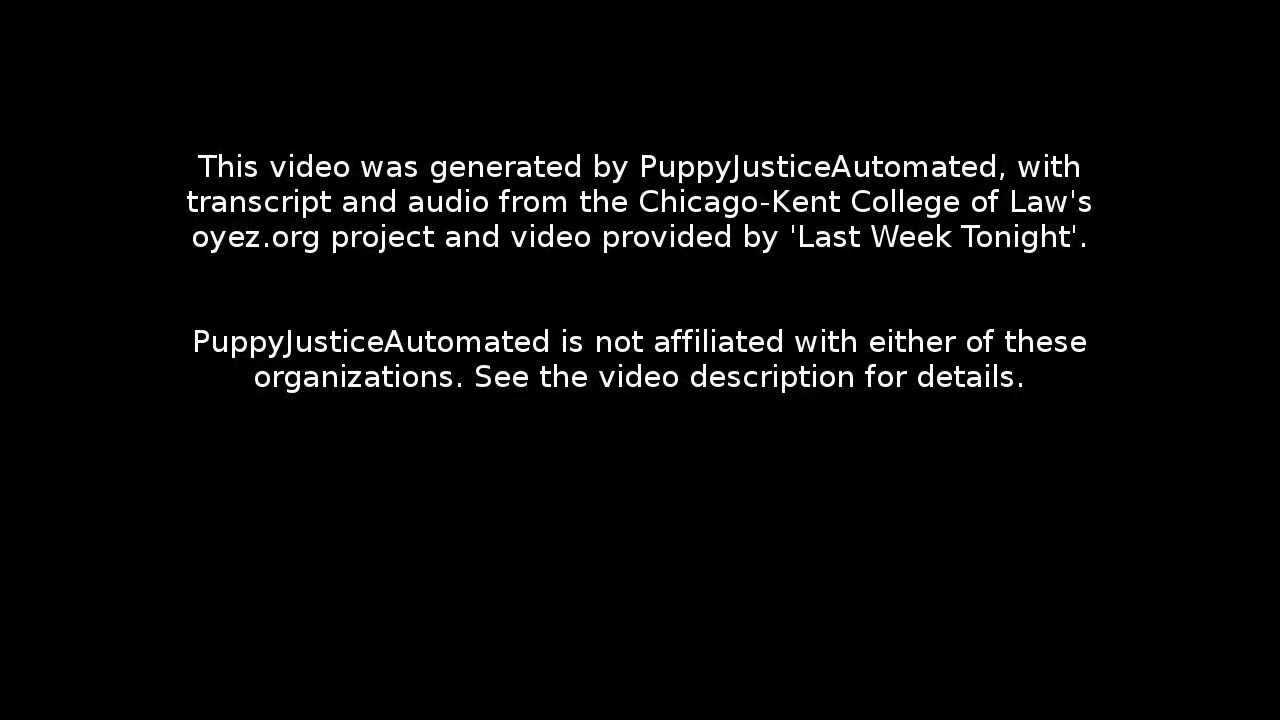 This video was generated by PuppyJusticeAutomated, with
transcript and audio from the Chicago-Kent College of Law's
oyez.org project and video provided by 'Last Week Tonight'.
PuppyJusticeAutomated is not affiliated with either of these
organizations. See the video description for details.